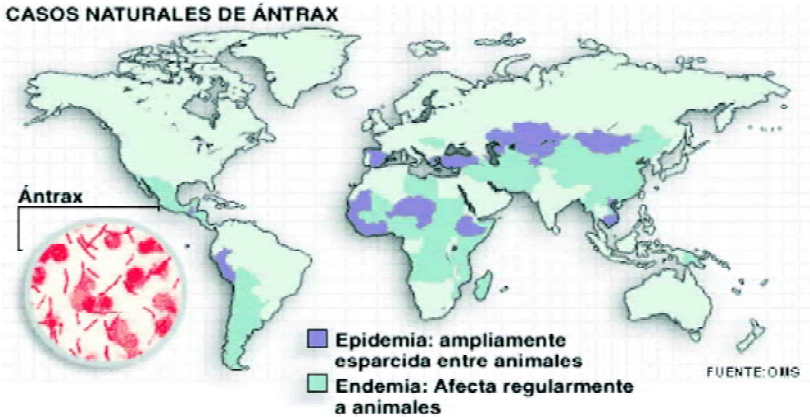 CASOS NATURALES DE ÁNTRAX
Ántrax
Epidemia: ampliamente
esparcida entre animales
Endemia: Afecta regularmente
a animales
FUENTE: OMS